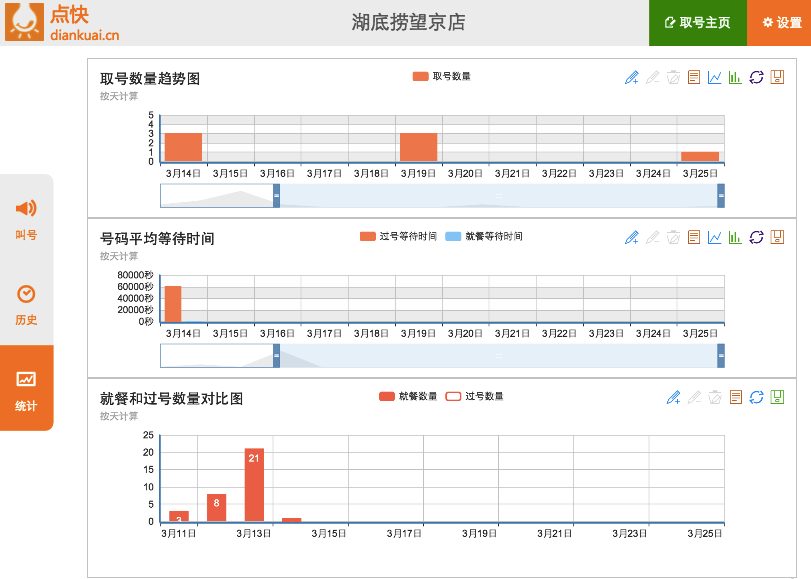 点快
diankuai.cn
湖底捞望京店
取号主页
设置
叫号
历史
统计
取号数量趋势图
按天计算
取号数量
5
4
3
2
1
0
3月14日 3月15日 3月16日 3月17日 3月18日 3月19日 3月20日 3月21日 3月22日 3月23日 3月24日 3月25日
号码平均等待时间
按天计算
过号等待时间 就餐等待时间
80000秒
60000秒
40000秒
20000秒
0秒
3月14日 3月15日 3月16日 3月17日 3月18日 3月19日 3月20日 3月21日 3月22日 3月23日 3月24日 3月25日
就餐和过号数量对比图
按天计算
就餐数量 过号数量
25
20
15
10
5
0
21
8
3
3月11日 3月13日 3月15日 3月17日 3月19日 3月21日 3月23日 3月25日